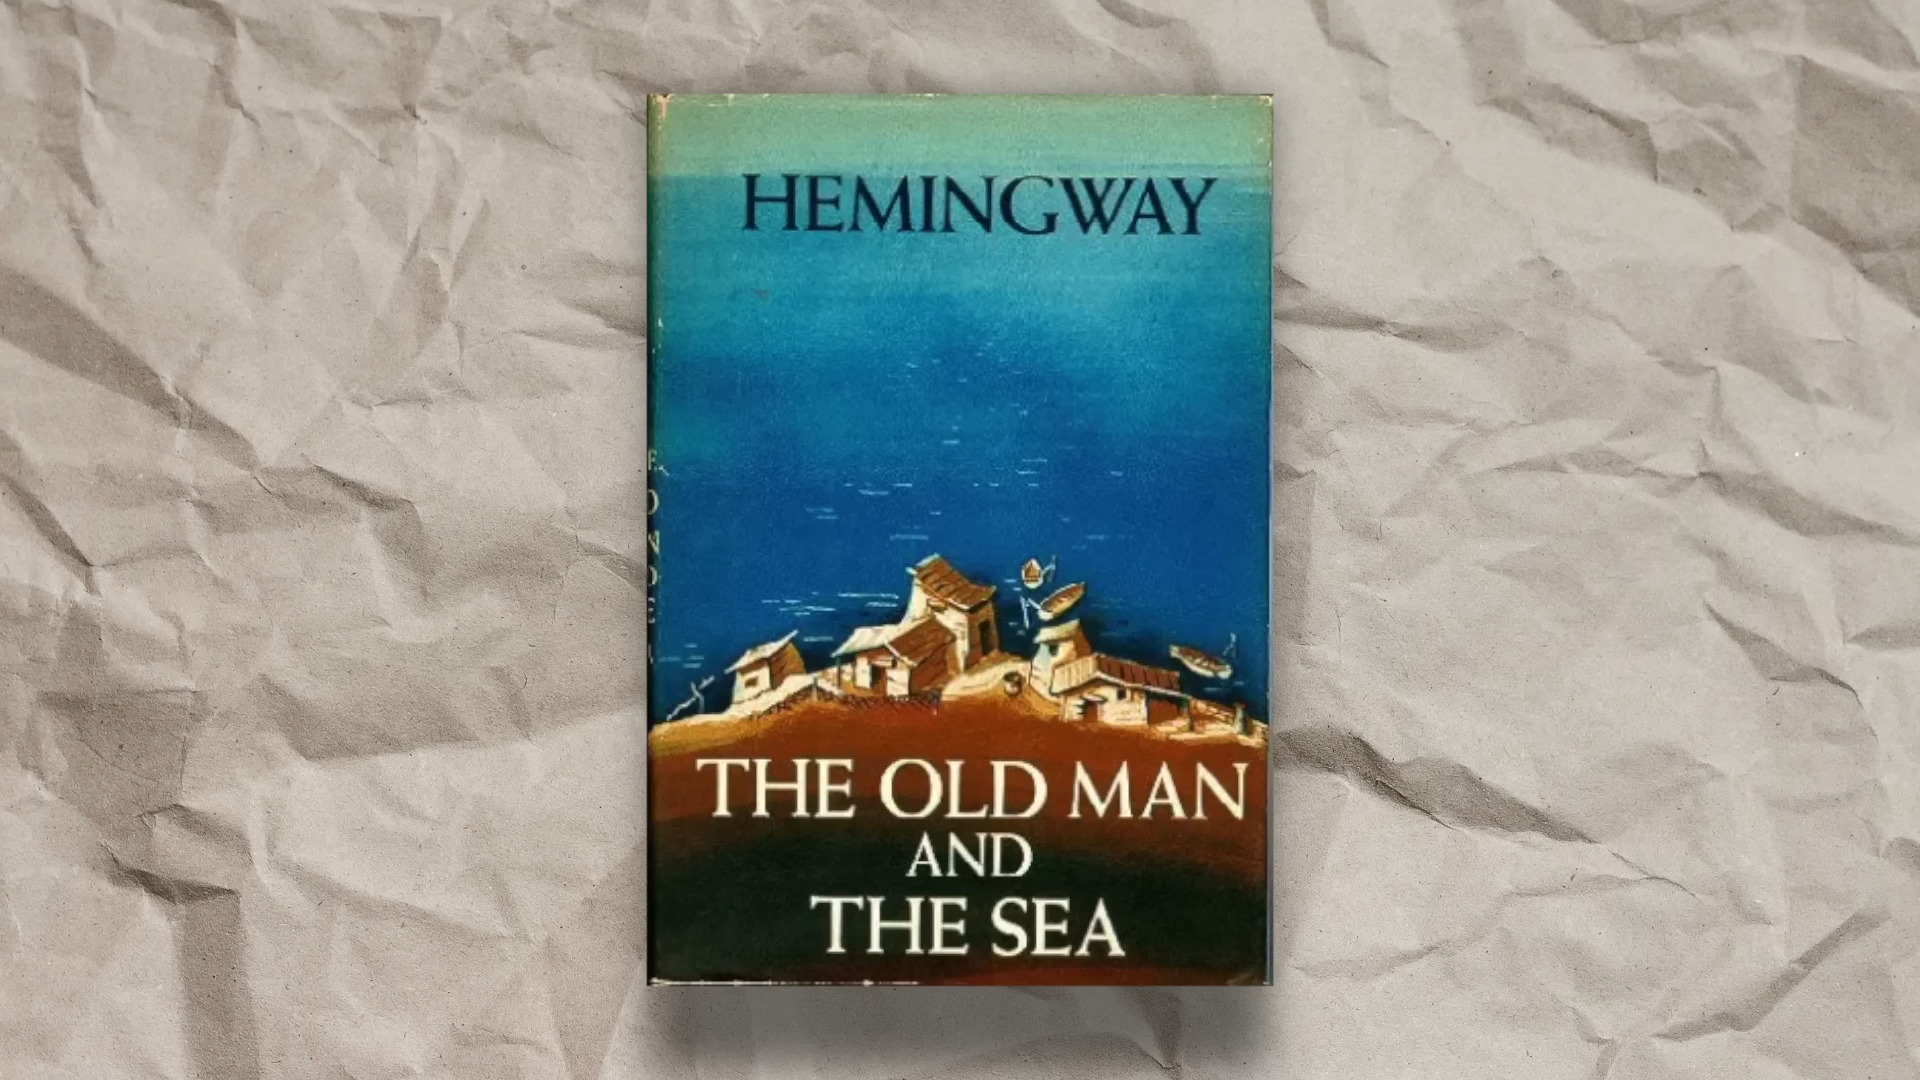 HEMINGWAY
THE OLD MAN
AND
THE SEA